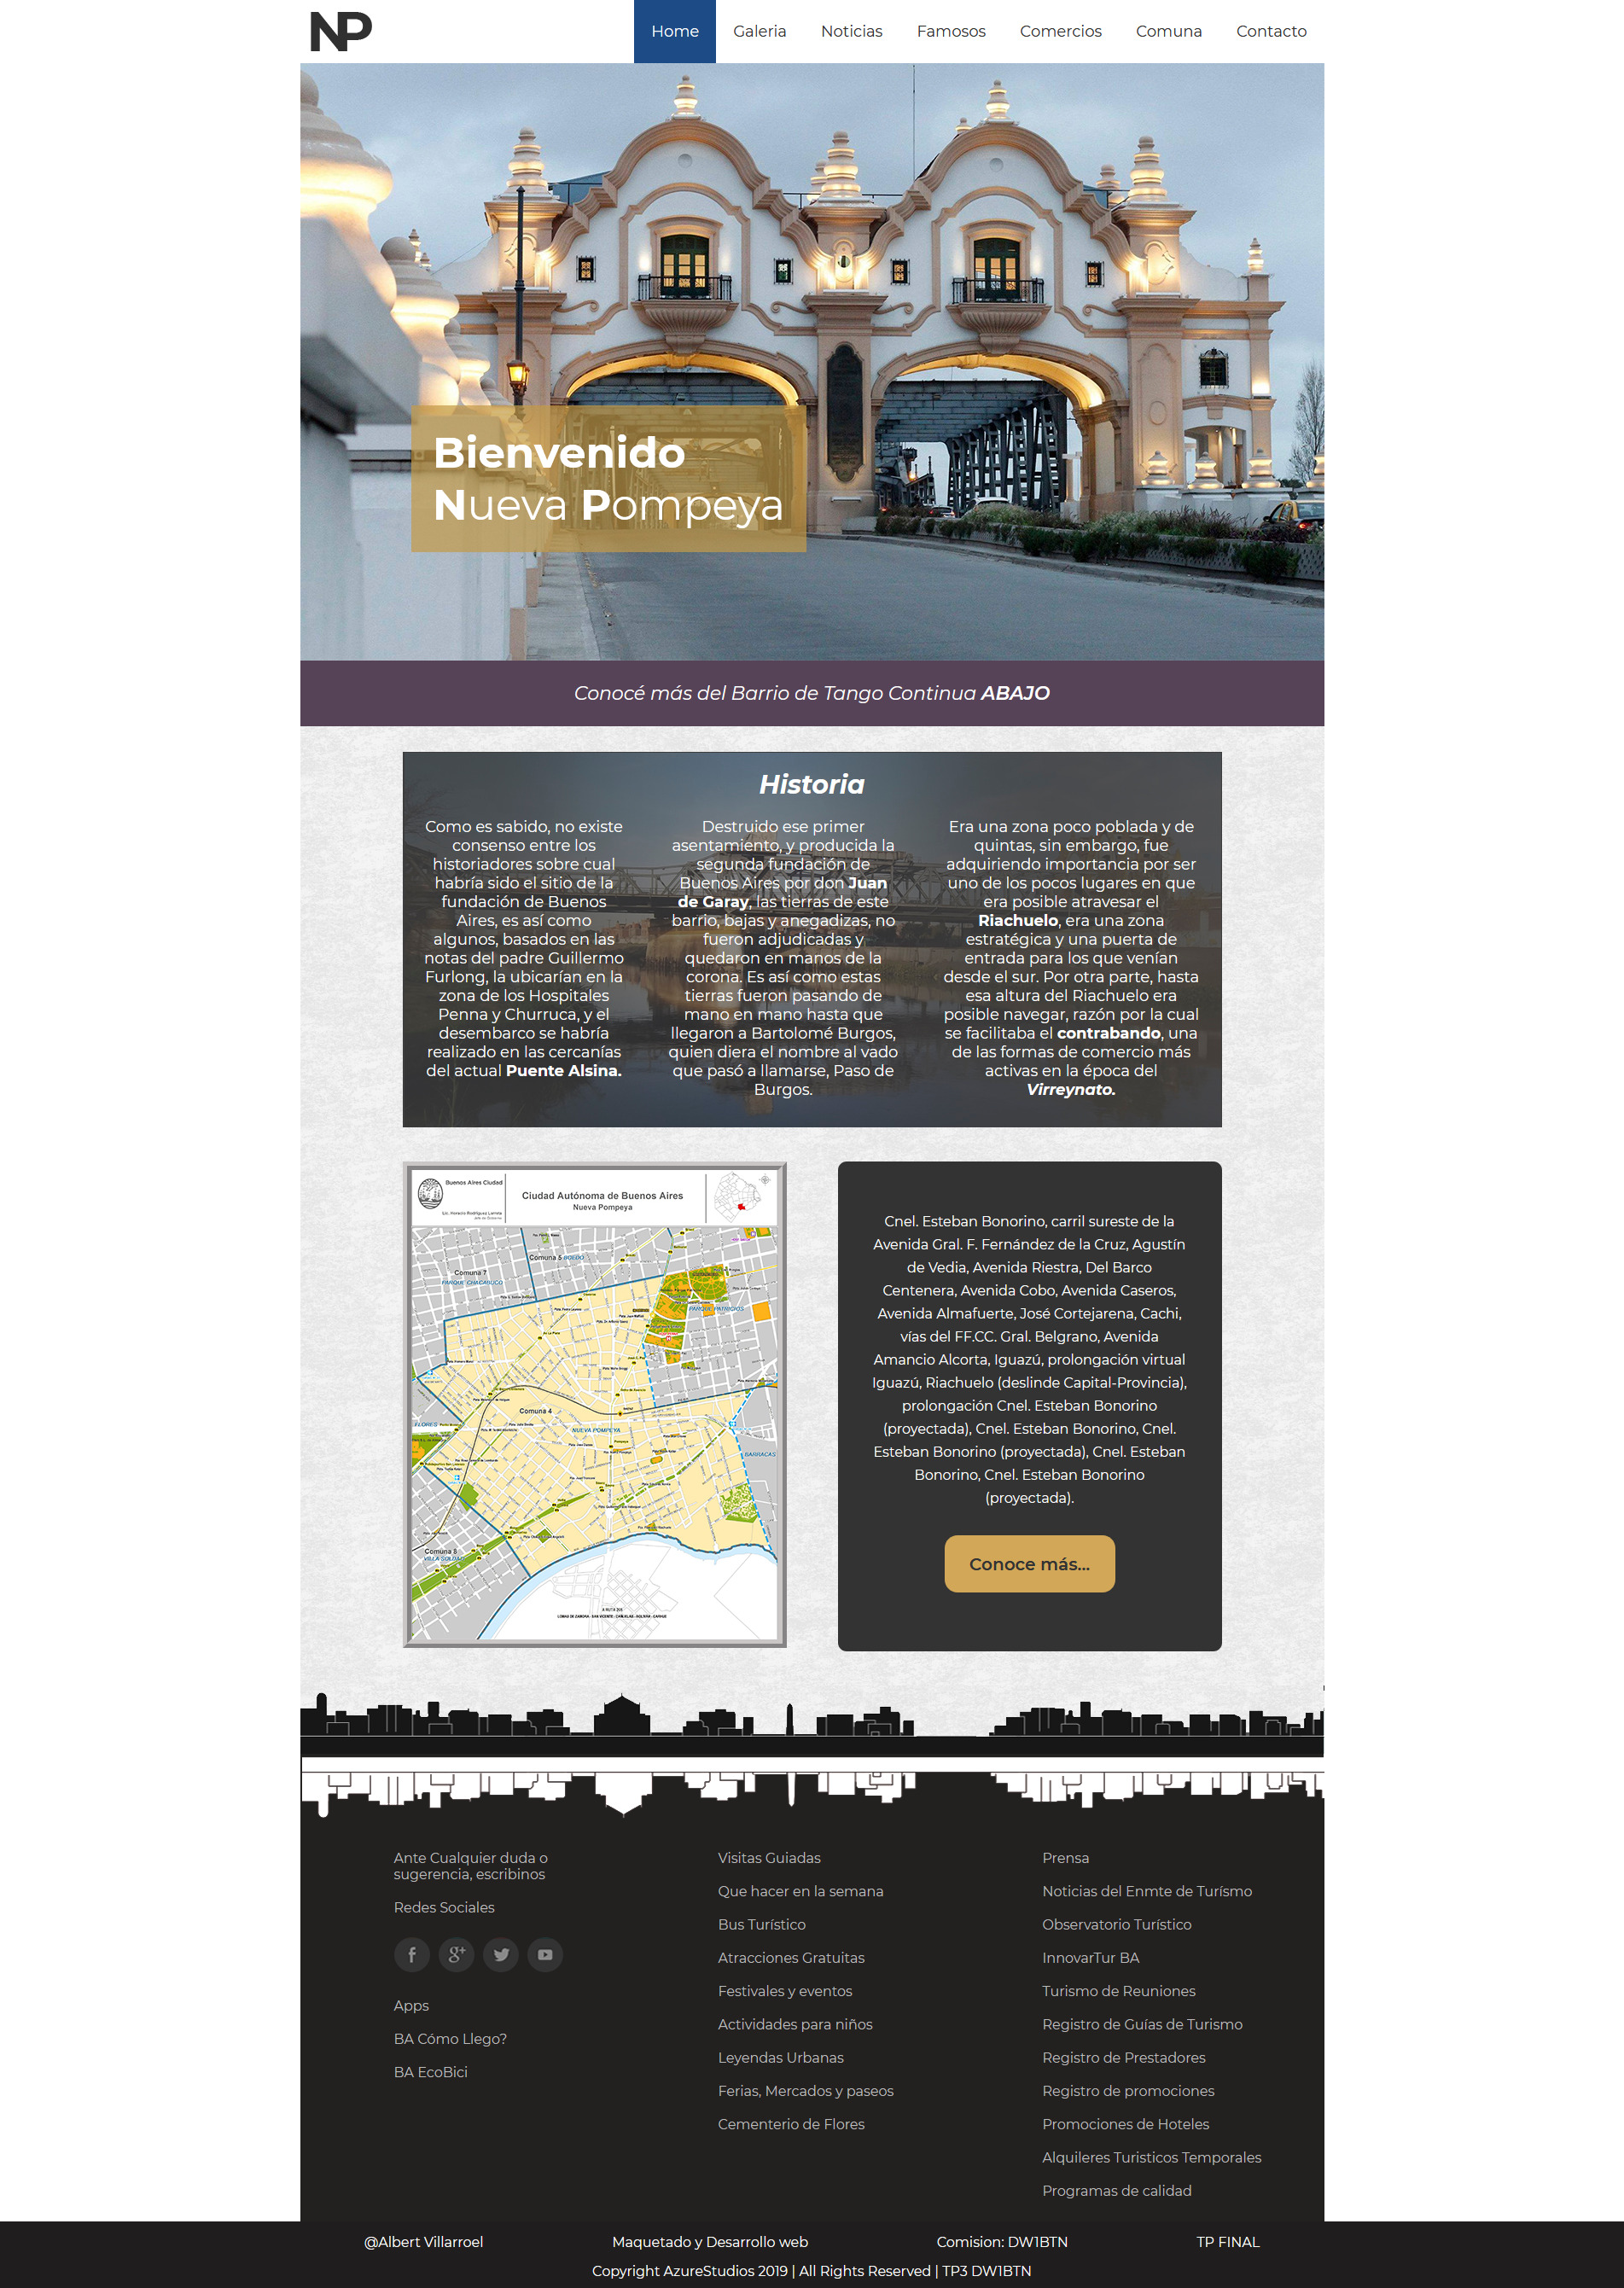 NP
Home Galeria Noticias Famosos Comercios Comuna Contacto
Bienvenido
Nueva Pompeya
Conocé más del Barrio de Tango Continua ABAJO
Historia
Como es sabido, no existe
consenso entre los
historiadores sobre cual
habría sido el sitio de la
fundación de Buenos
Aires, es así como
algunos, basados en las
notas del padre Guillermo
Furlong, la ubicarían en la
zona de los Hospitales
Penna y Churruca, y el
desembarco se habría
realizado en las cercanías
del actual Puente Alsina.
Destruido ese primer
asentamiento, y producida la
segunda fundación de
Buenos Aires por don Juan
de Garay, las tierras de este
barrio, bajas y anegadizas, no
fueron adjudicadas y
quedaron en manos de la
corona. Es así como estas
tierras fueron pasando de
mano en mano hasta que
llegaron a Bartolomé Burgos,
quien diera el nombre al vado
que pasó a llamarse, Paso de
Burgos.
Era una zona poco poblada y de
quintas, sin embargo, fue
adquiriendo importancia por ser
uno de los pocos lugares en que
era posible atravesar el
Riachuelo, era una zona
estratégica y una puerta de
entrada para los que venían
desde el sur. Por otra parte, hasta
esa altura del Riachuelo era
posible navegar, razón por la cual
se facilitaba el contrabando, una
de las formas de comercio más
activas en la época del
Virreynato.
Buenos Aires Ciudad
Lic. Horacio Rodríguez Larreta
Ciudad Autónoma de Buenos Aires
Nueva Pompeya
Comuna 5 BOEDO
Comuna 7
PARQUE CHACABUCO
PARQUE PATRICIOS
Comuna 4
FLORES
NUEVA POMPEYA
BARRACAS
Comuna 8
VILLA SOLDATI
Cnel. Esteban Bonorino, carril sureste de la
Avenida Gral. F. Fernández de la Cruz, Agustín
de Vedia, Avenida Riestra, Del Barco
Centenera, Avenida Cobo, Avenida Caseros,
Avenida Almafuerte, José Cortejarena, Cachi,
vías del FF.CC. Gral. Belgrano, Avenida
Amancio Alcorta, Iguazú, prolongación virtual
Iguazú, Riachuelo (deslinde Capital-Provincia),
prolongación Cnel. Esteban Bonorino
(proyectada), Cnel. Esteban Bonorino, Cnel.
Esteban Bonorino (proyectada), Cnel. Esteban
Bonorino, Cnel. Esteban Bonorino
(proyectada).
Conoce más...
Ante Cualquier duda o
sugerencia, escribinos
Redes Sociales
Apps
BA Cómo Llego?
BA EcoBici
Visitas Guiadas
Que hacer en la semana
Bus Turístico
Atracciones Gratuitas
Festivales y eventos
Actividades para niños
Leyendas Urbanas
Ferias, Mercados y paseos
Cementerio de Flores
Prensa
Noticias del Enmte de Turísmo
Observatorio Turístico
InnovarTur BA
Turismo de Reuniones
Registro de Guías de Turismo
Registro de Prestadores
Registro de promociones
Promociones de Hoteles
Alquileres Turisticos Temporales
Programas de calidad
@Albert Villarroel Maquetado y Desarrollo web Comision: DW1BTN TP FINAL
Copyright AzureStudios 2019 | All Rights Reserved | TP3 DW1BTN